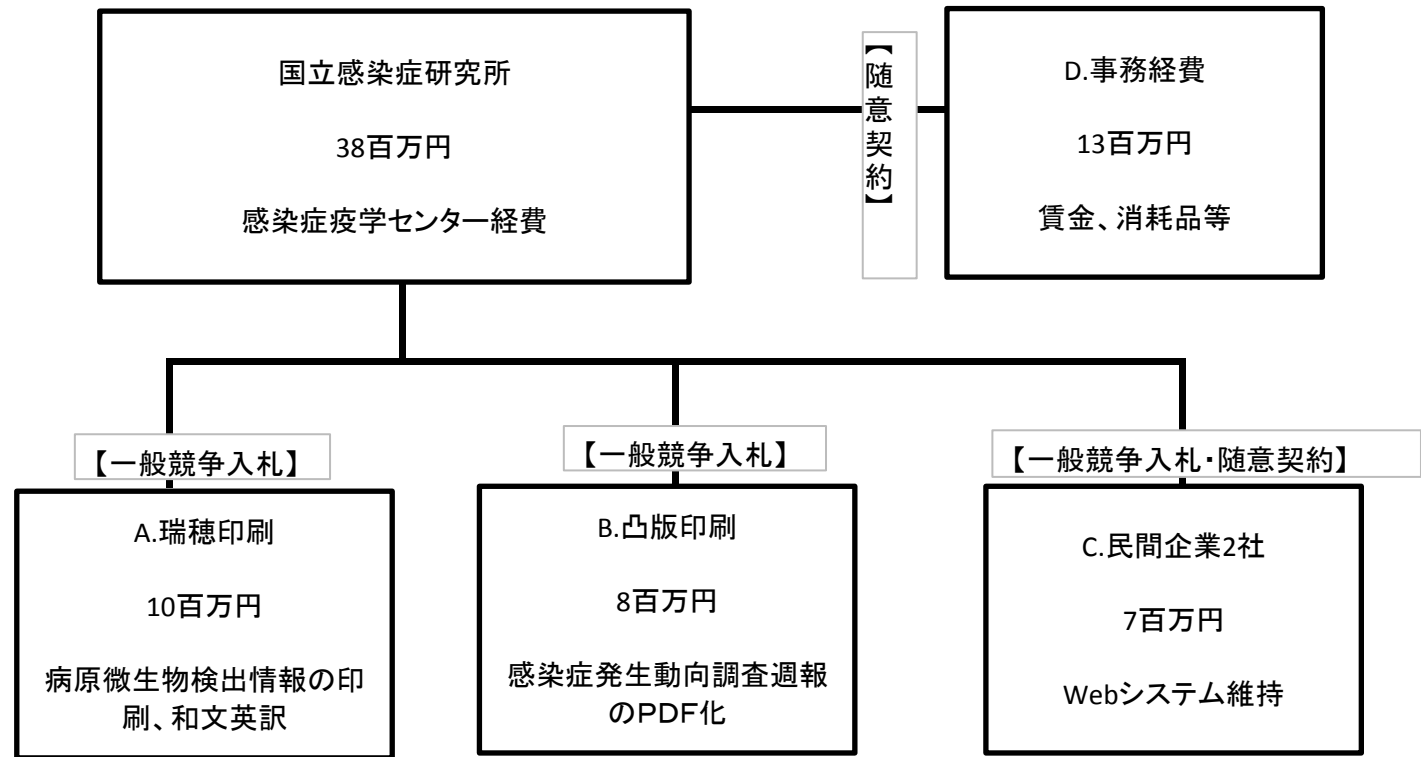 国立感染症研究所
38百万円
感染症疫学センター経費
【随意契約】
D.事務経費
13百万円
賃金、消耗品等
【一般競争入札】
A.瑞穂印刷
10百万円
病原微生物検出情報の印
刷、和文英訳
【一般競争入札】
B.凸版印刷
8百万円
感染症発生動向調査週報
のPDF化
【一般競争入札・随意契約】
C.民間企業2社
7百万円
Webシステム維持